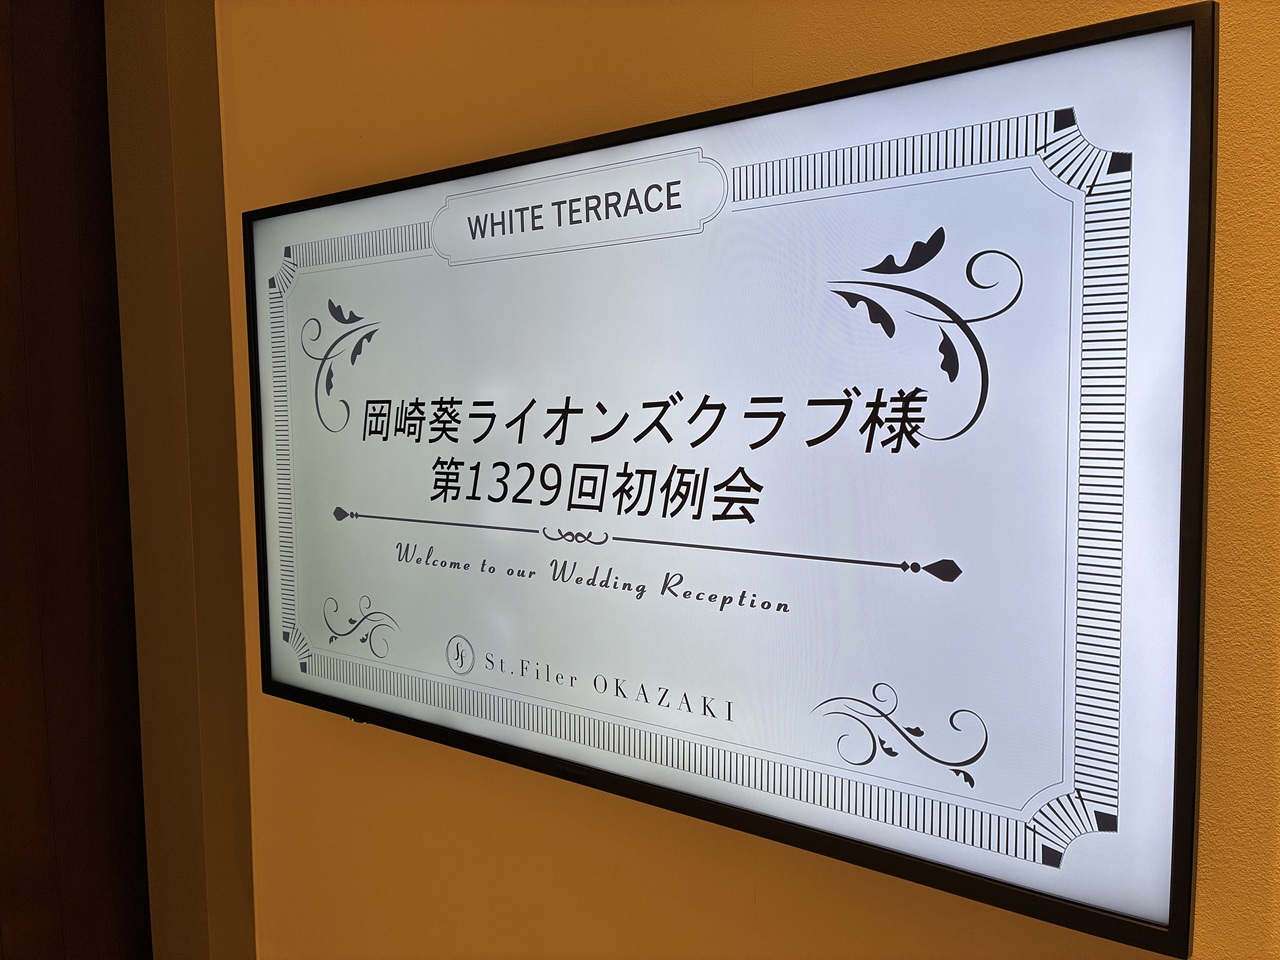 WHITE TERRACE
岡崎葵ライオンズクラブ様
第1329回初例会
Welcome to our Wedding Reception
St.Filer OKAZAKI